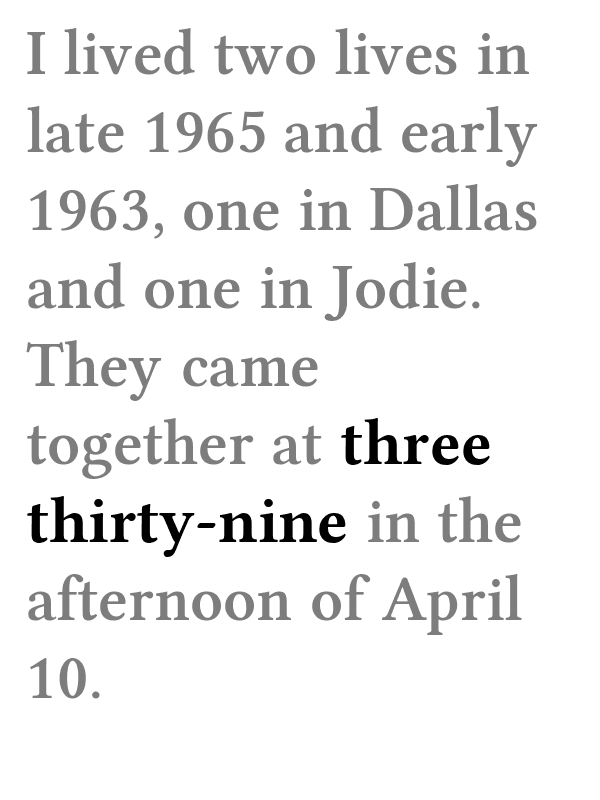 I lived two lives in
late 1965 and early
1963, one in Dallas
and one in Jodie.
They came
together at three
thirty-nine in the
afternoon of April
10.